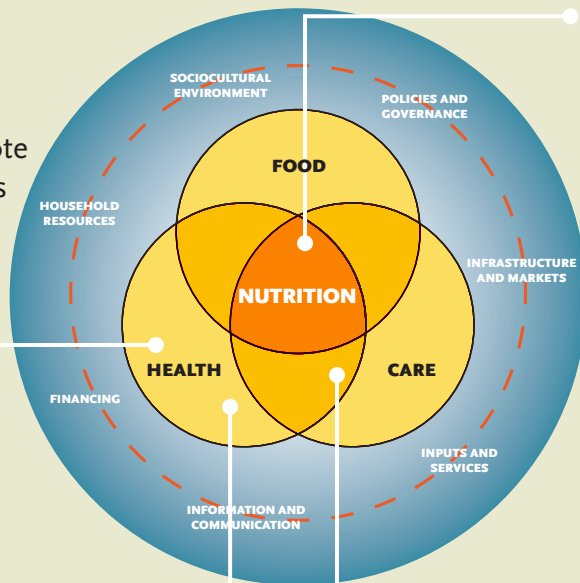 SOCIOCULTURAL
ENVIRONMENT
POLICIES AND
GOVERNANCE
FOOD
HOUSEHOLD
RESOURCES
INFRASTRUCTURE
AND MARKETS
NUTRITION
HEALTH
CARE
FINANCING
INPUTS AND
SERVICES
INFORMATION AND
COMMUNICATION